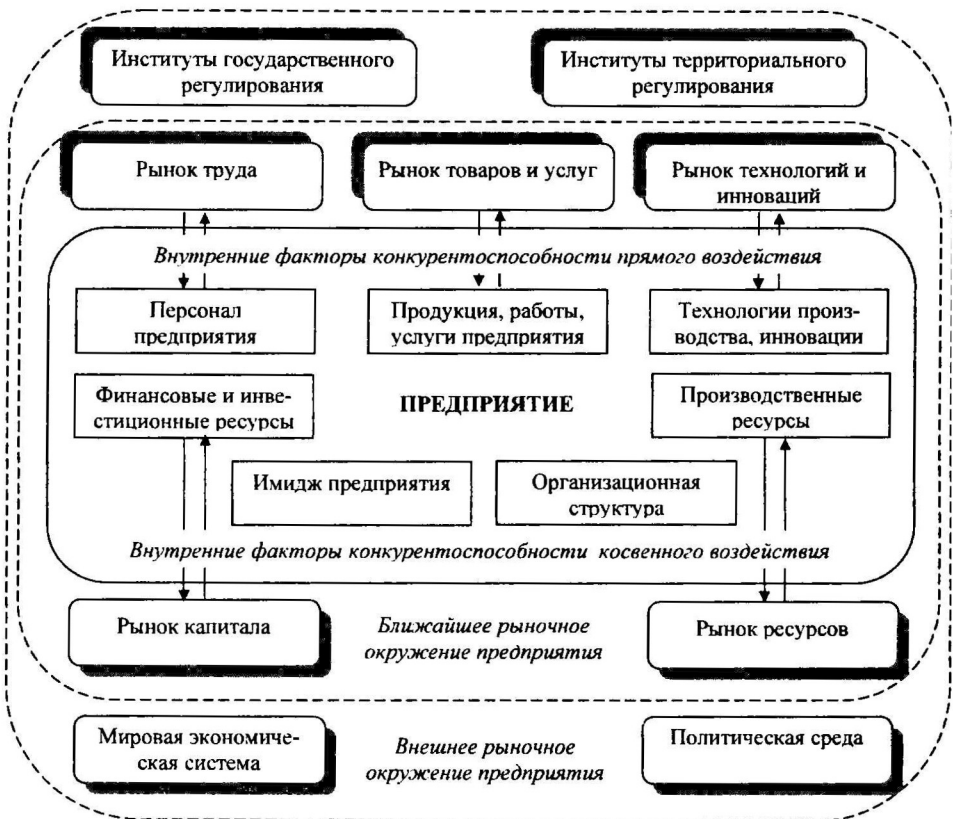 Институты государственного
регулирования
Институты территориального
регулирования
Рынок труда
Рынок товаров и услуг
Рынок технологий и
инноваций
Внутренние факторы конкурентоспособности прямого воздействия
Персонал
предприятия
Продукция, работы,
услуги предприятия
Технологии произ-
водства, инновации
Финансовые и инве-
стиционные ресурсы
ПРЕДПРИЯТИЕ
Производственные
ресурсы
Имидж предприятия
Организационная
структура
Внутренние факторы конкурентоспособности косвенного воздействия
Рынок капитала
Ближайшее рыночное
окружение предприятия
Рынок ресурсов
Мировая экономиче-
ская система
Внешнее рыночное
окружение предприятия
Политическая среда